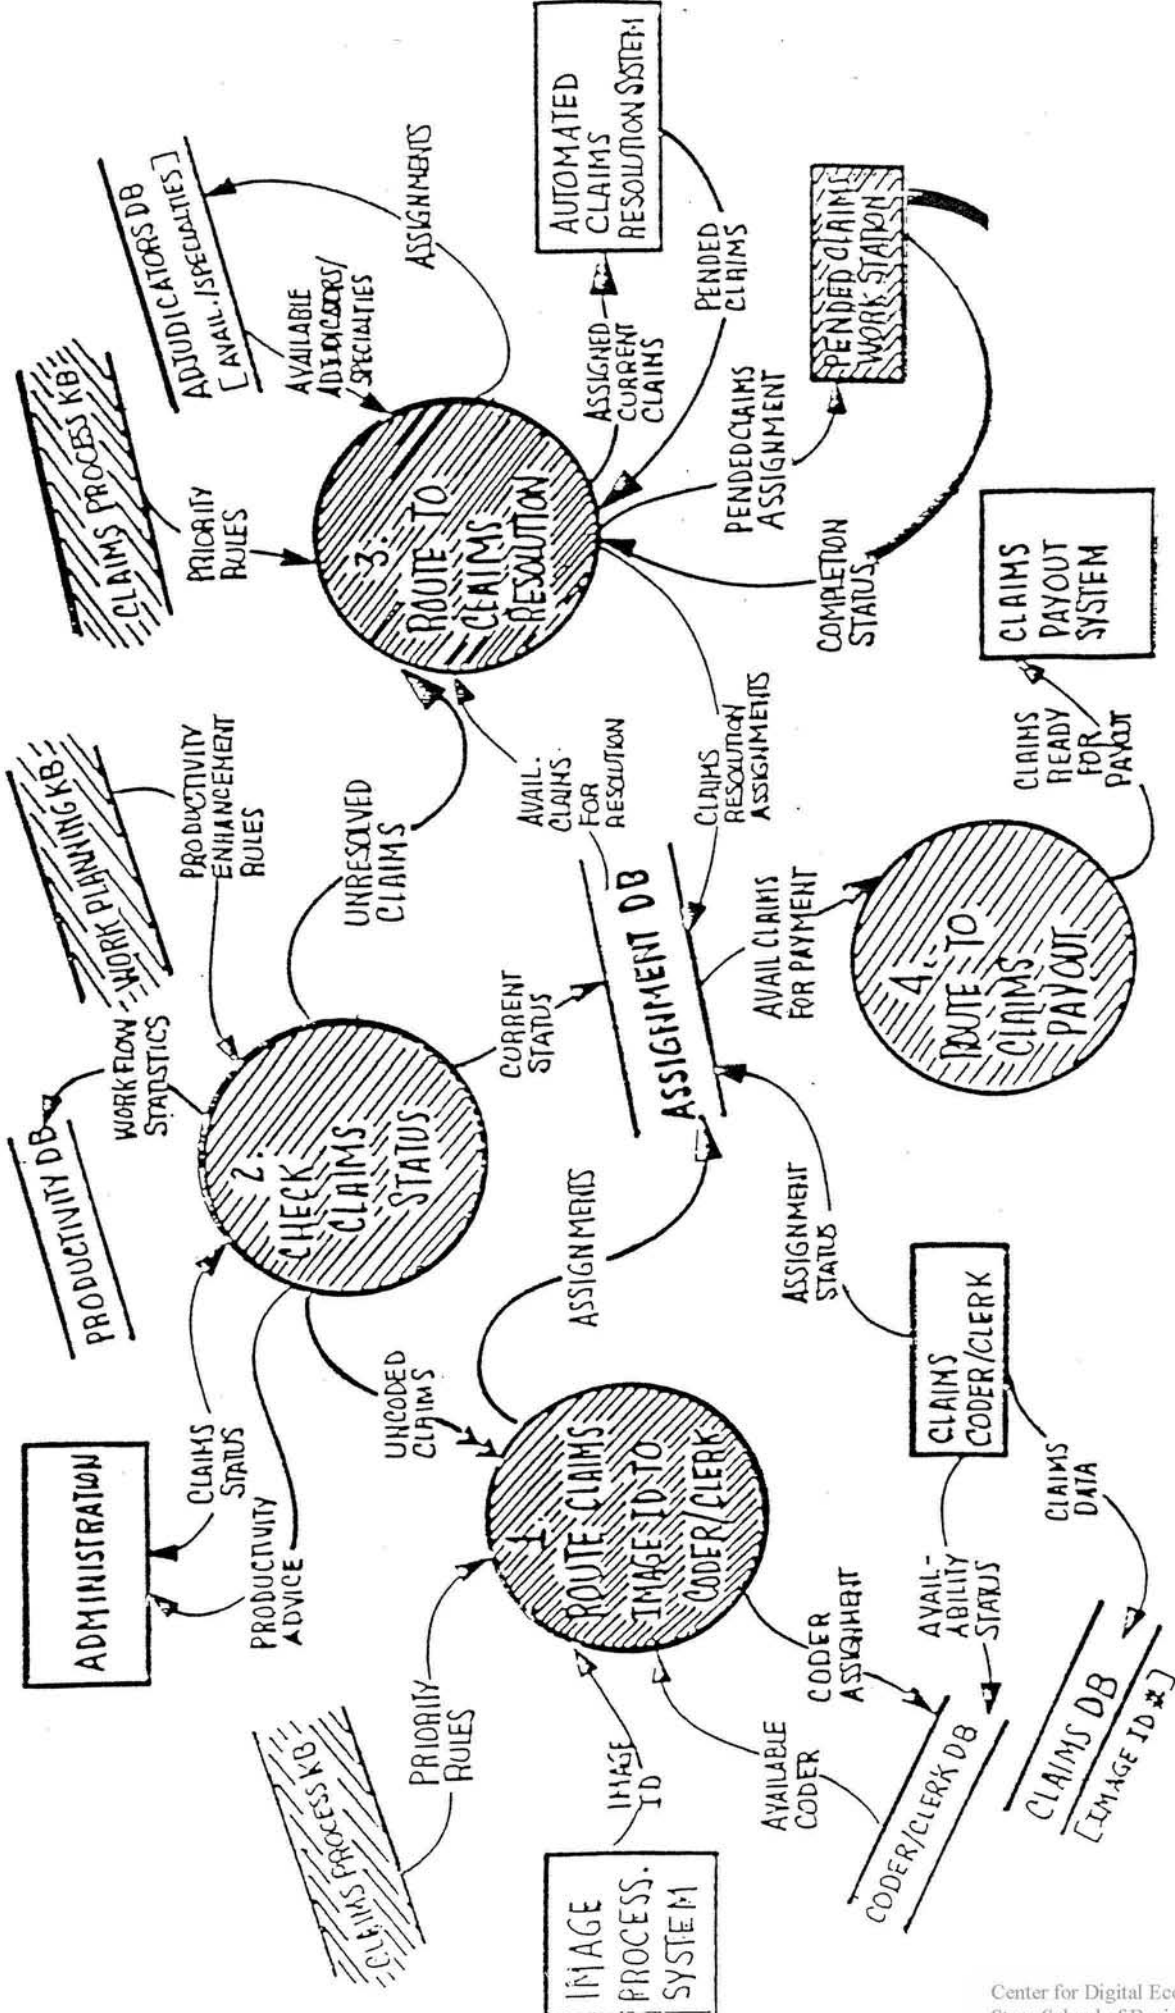 ADMINISTRATION
CLAIMS
STATUS
PRODUCTIVITY
ADVICE
PRODUCTIVITY DB
WORKFLOW
STATISTICS
WORK PLANNING KB
PRODUCTIVITY
ENHANCEMENT
RULES
CLAIMS PROCESS KB
PRIORITY
RULES
ADJUDICATORS DB
[AVAIL./SPECIALTIES]
AVAILABLE
ADJUDICATORS/
SPECIALTIES
ASSIGNMENTS
2.
CHECK
CLAIMS
STATUS
UNRESOLVED
CLAIMS
3.
ROUTE TO
CLAIMS
RESOLUTION
ASSIGNED
CURRENT
CLAIMS
AUTOMATED
CLAIMS
RESOLUTION SYSTEM
PENDED
CLAIMS
PENDED CLAIMS
ASSIGNMENT
PENDED CLAIMS
WORK STATION
COMPLETION
STATUS
CLAIMS PROCESS KB
PRIORITY
RULES
UNCODED
CLAIMS
CURRENT
STATUS
AVAIL.
CLAIMS
FOR
RESOLUTION
CLAIMS
RESOLUTION
ASSIGNMENTS
ASSIGNMENT DB
ASSIGNMENTS
IMAGE
PROCESS.
SYSTEM
IMAGE
ID
1.
ROUTE CLAIMS
IMAGE ID TO
CODER/CLERK
AVAILABLE
CODER
CODER
ASSIGNMENT
ASSIGNMENT
STATUS
AVAIL CLAIMS
FOR PAYMENT
4.
ROUTE TO
CLAIMS
PAYOUT
CLAIMS
READY
FOR
PAYOUT
CLAIMS
PAYOUT
SYSTEM
CODER/CLERK DB
AVAIL-
ABILITY
STATUS
CLAIMS
CODER/CLERK
CLAIMS
DATA
CLAIMS DB
[IMAGE ID #]
Center for Digital Ec